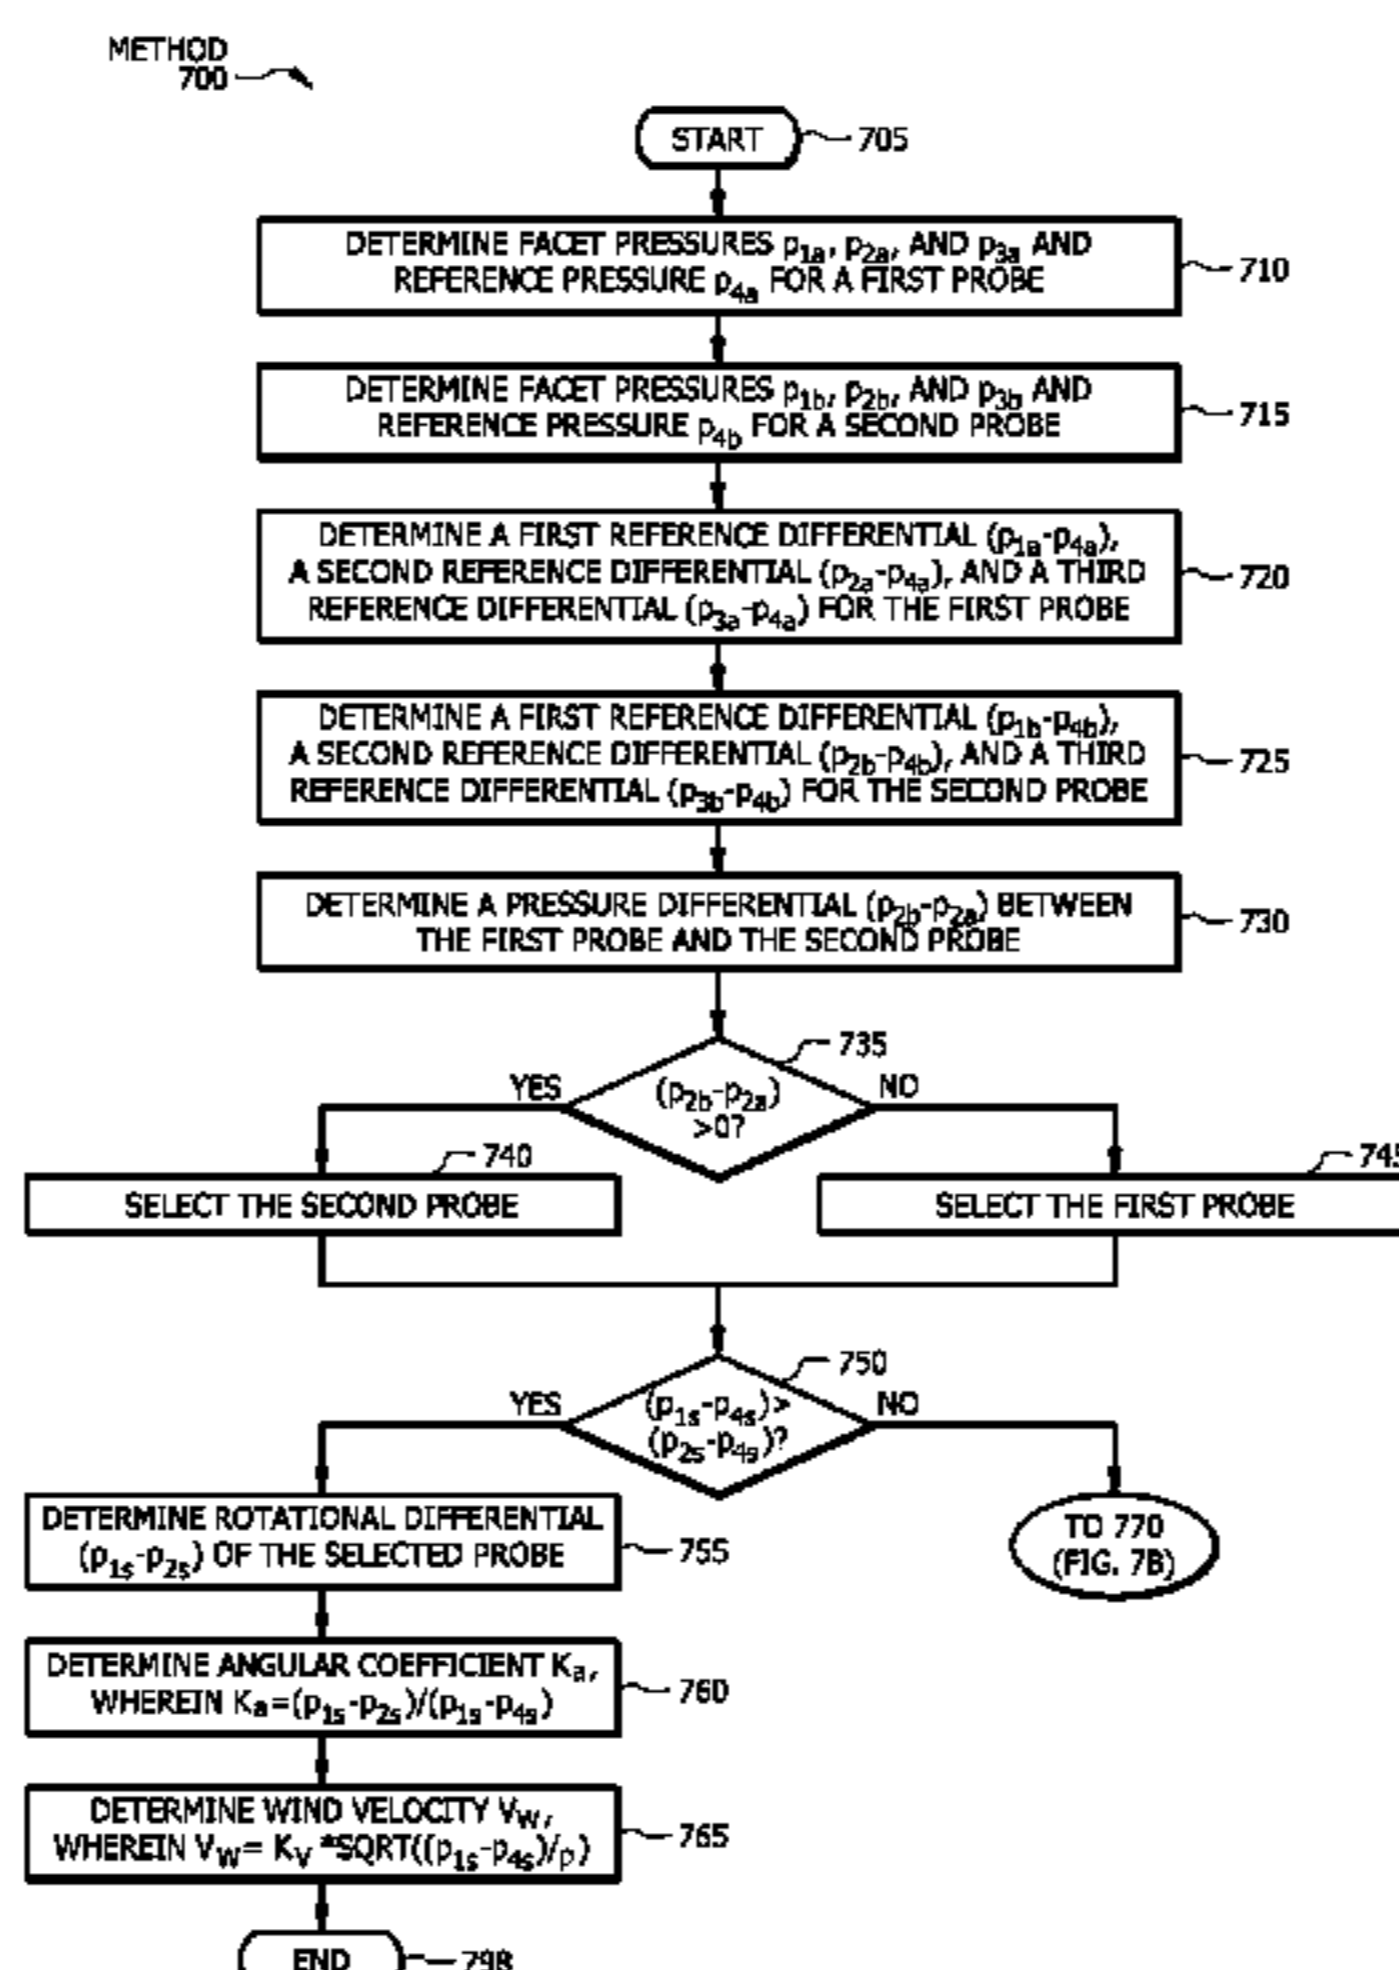 METHOD
700
START
705
DETERMINE FACET PRESSURES p1a, p2a, AND p3a AND
REFERENCE PRESSURE p4a FOR A FIRST PROBE
710
DETERMINE FACET PRESSURES p1b, p2b, AND p3b AND
REFERENCE PRESSURE p4b FOR A SECOND PROBE
715
DETERMINE A FIRST REFERENCE DIFFERENTIAL (p1a-p4a),
A SECOND REFERENCE DIFFERENTIAL (p2a-p4a), AND A THIRD
REFERENCE DIFFERENTIAL (p3a-p4a) FOR THE FIRST PROBE
720
DETERMINE A FIRST REFERENCE DIFFERENTIAL (p1b-p4b),
A SECOND REFERENCE DIFFERENTIAL (p2b-p4b), AND A THIRD
REFERENCE DIFFERENTIAL (p3b-p4b) FOR THE SECOND PROBE
725
DETERMINE A PRESSURE DIFFERENTIAL (p2b-p2a) BETWEEN
THE FIRST PROBE AND THE SECOND PROBE
730
735
YES
(p2b-p2a)
>0?
NO
740
SELECT THE SECOND PROBE
745
SELECT THE FIRST PROBE
750
YES
(p1s-p4s)>
(p2s-p4s)?
NO
DETERMINE ROTATIONAL DIFFERENTIAL
(p1s-p2s) OF THE SELECTED PROBE
755
TO 770
(FIG. 7B)
DETERMINE ANGULAR COEFFICIENT Ka,
WHEREIN Ka=(p1s-p2s)/(p1s-p4s)
760
DETERMINE WIND VELOCITY VW,
WHEREIN VW= KV *SQRT((p1s-p4s)/ρ)
765
END
798